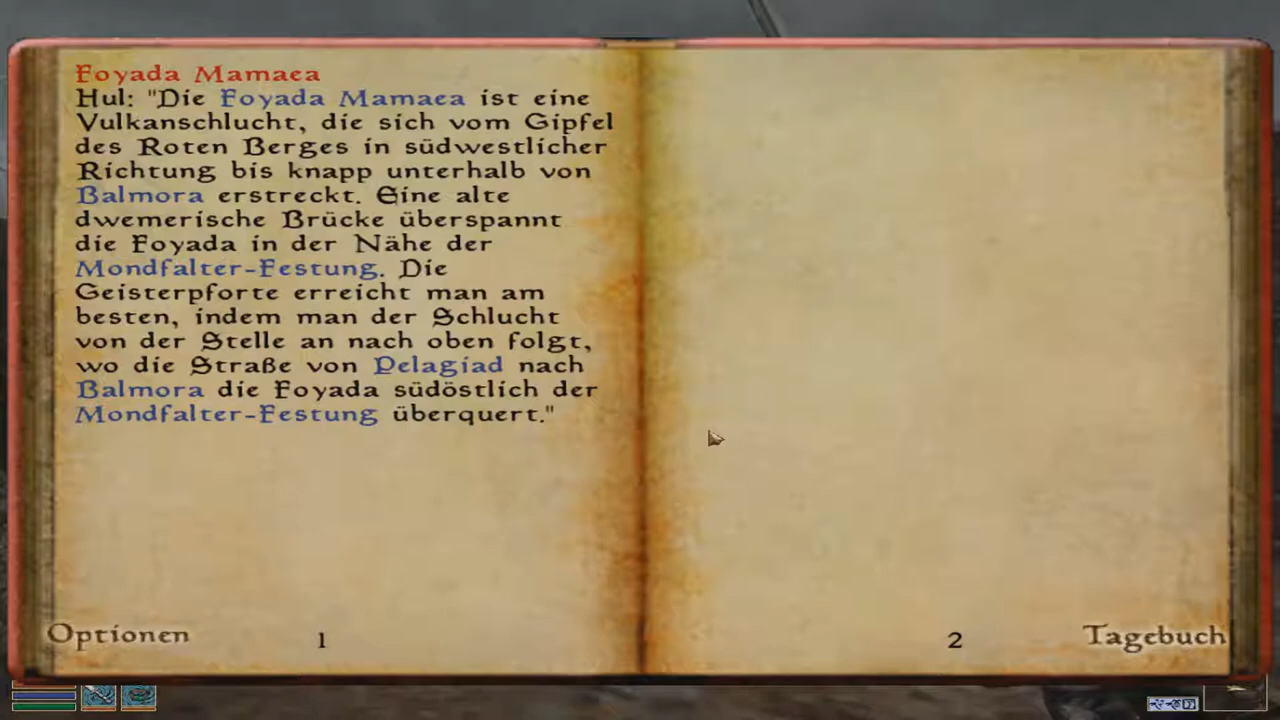 Foyada Mamaea
Hul: "Die Foyada Mamaea ist eine
Vulkanschlucht, die sich vom Gipfel
des Roten Berges in südwestlicher
Richtung bis knapp unterhalb von
Balmora erstreckt. Eine alte
dwemerische Brücke überspannt
die Foyada in der Nähe der
Mondfalter-Festung. Die
Geisterpforte erreicht man am
besten, indem man der Schlucht
von der Stelle an nach oben folgt,
wo die Straße von Pelagiad nach
Balmora die Foyada südöstlich der
Mondfalter-Festung überquert."
Optionen
1
2
Tagebuch